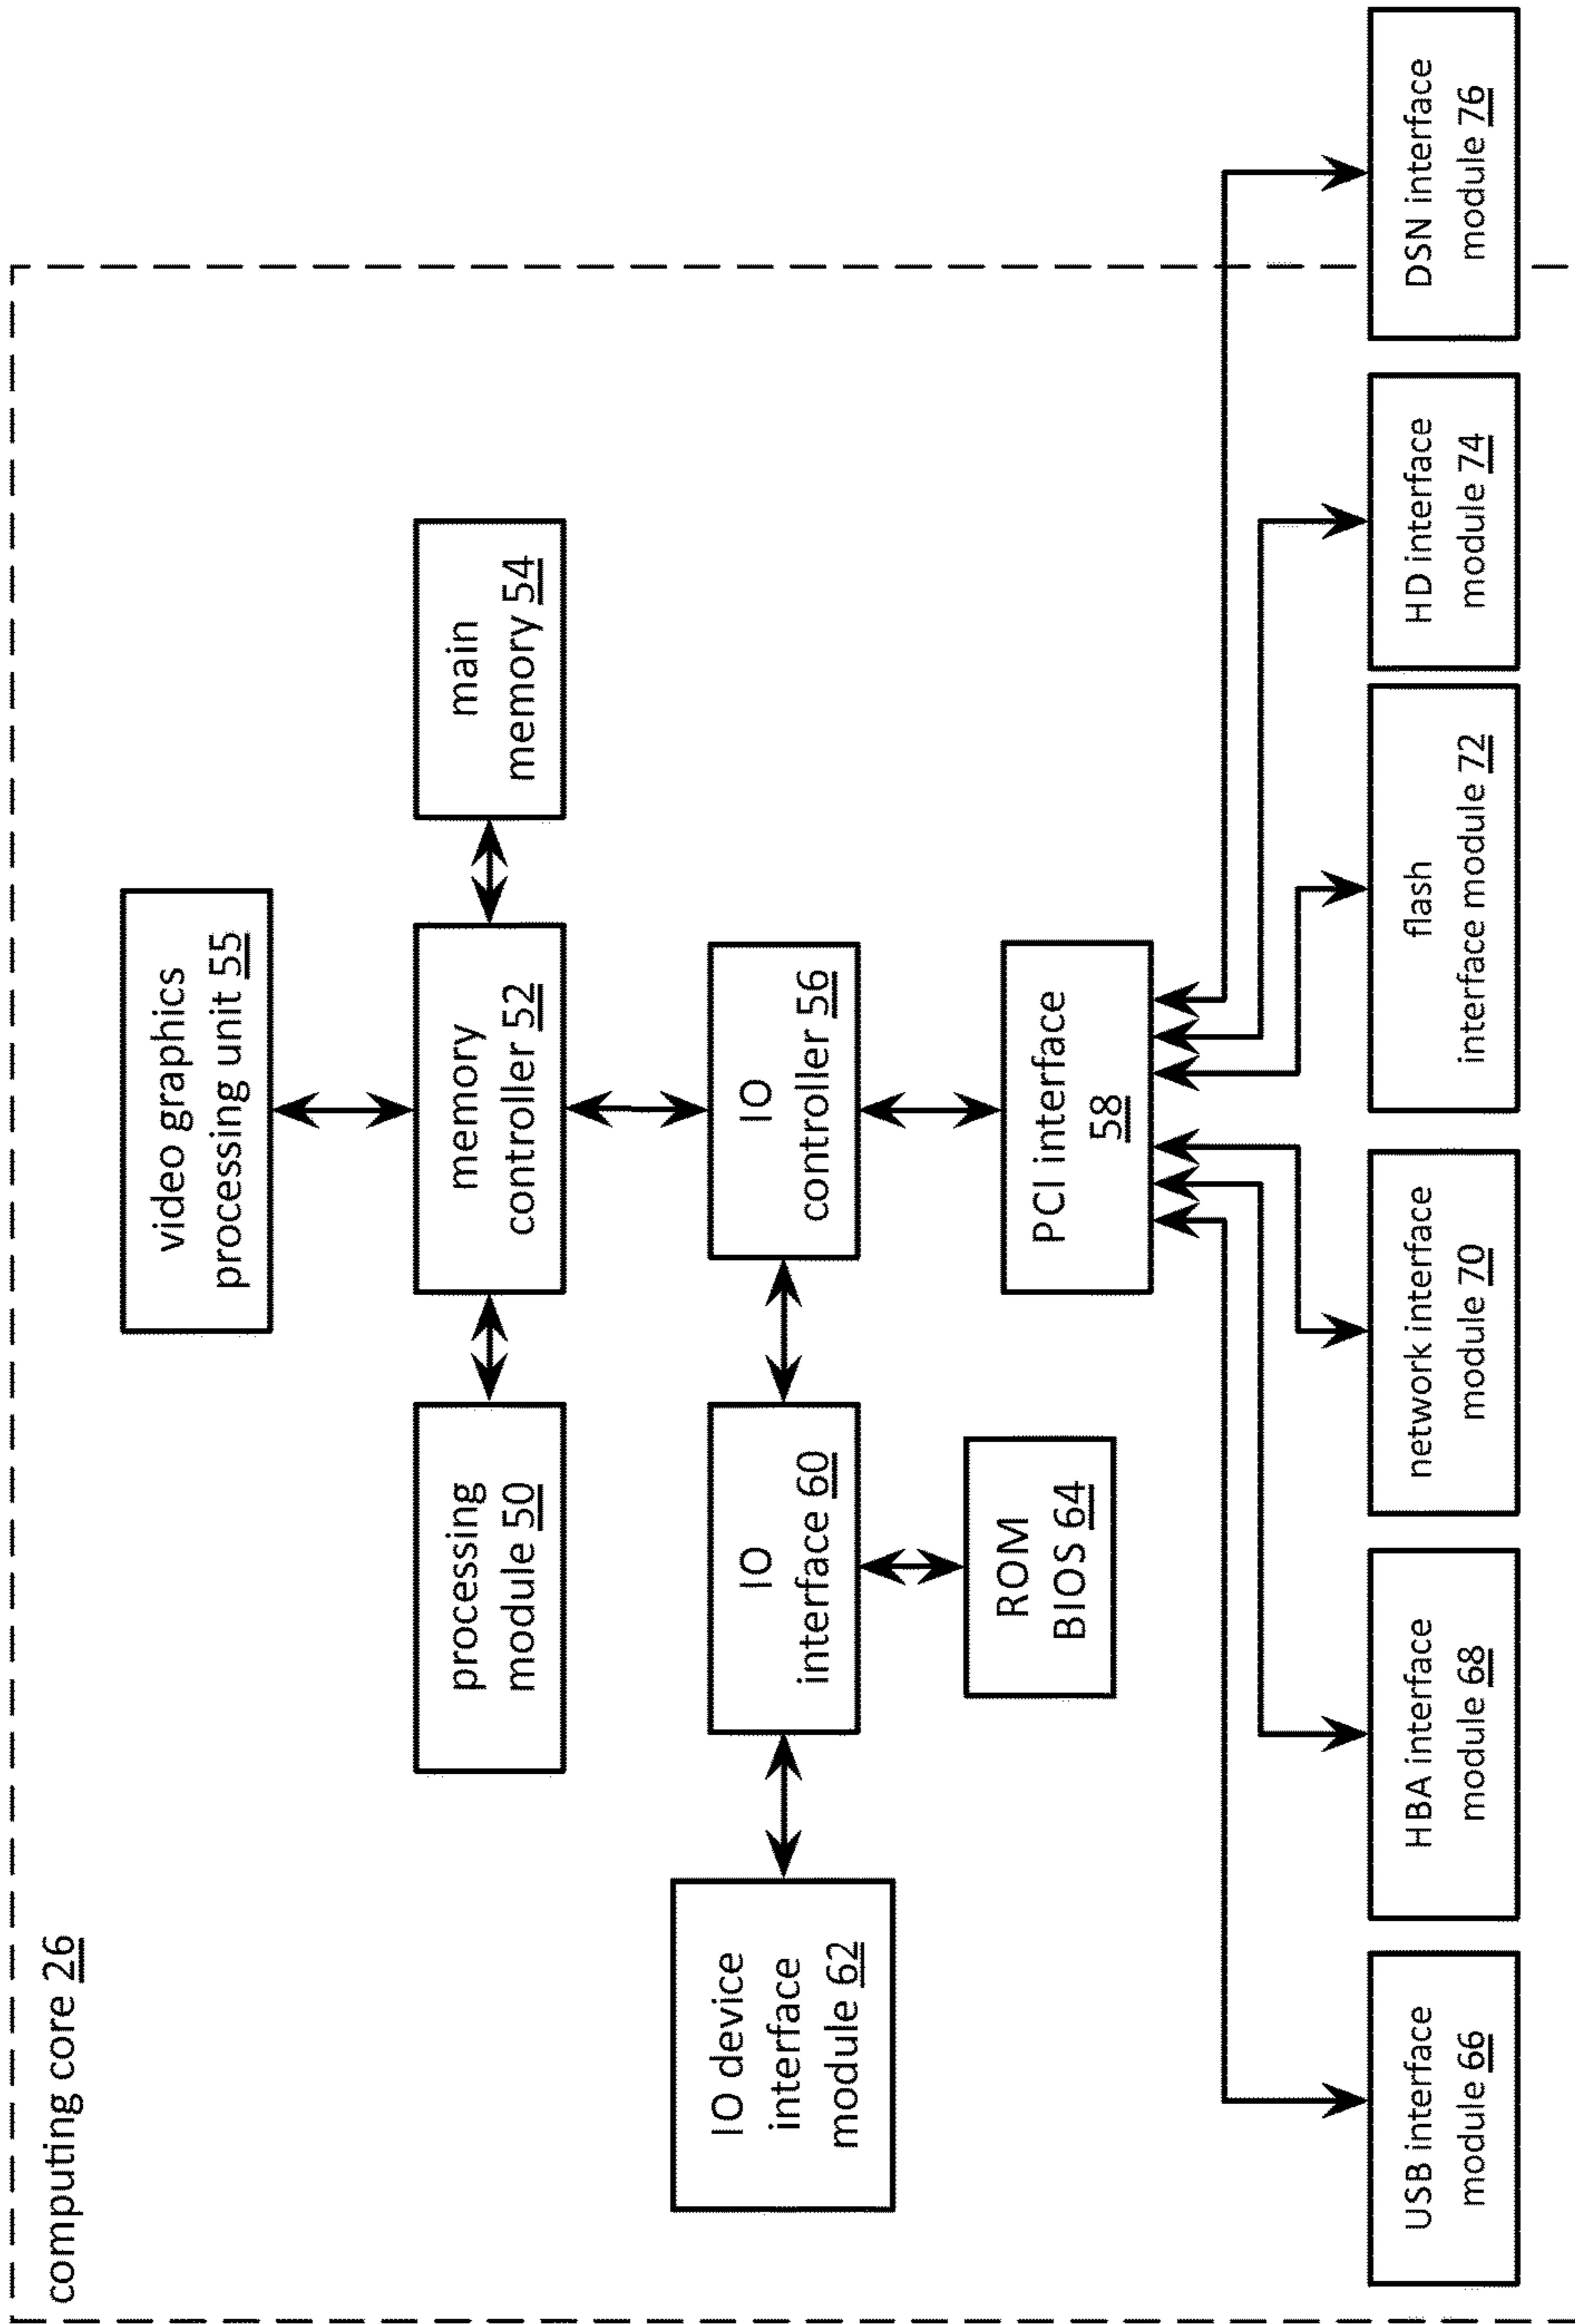 computing core 26
video graphics
processing unit 55
processing
module 50
memory
controller 52
main
memory 54
IO device
interface
module 62
IO
interface 60
IO
controller 56
ROM
BIOS 64
PCI interface
58
USB interface
module 66
HBA interface
module 68
network interface
module 70
flash
interface module 72
HD interface
module 74
DSN interface
module 76